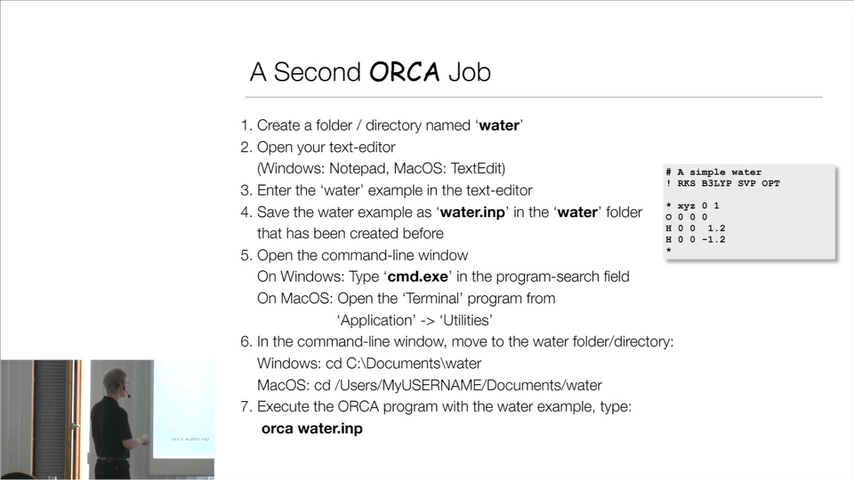 A Second ORCA Job
1. Create a folder / directory named ‘water’
2. Open your text-editor
(Windows: Notepad, MacOS: TextEdit)
3. Enter the ‘water’ example in the text-editor
4. Save the water example as ‘water.inp’ in the ‘water’ folder
that has been created before
5. Open the command-line window
On Windows: Type ‘cmd.exe’ in the program-search field
On MacOS: Open the ‘Terminal’ program from
‘Application’ -> ‘Utilities’
6. In the command-line window, move to the water folder/directory:
Windows: cd C:\Documents\water
MacOS: cd /Users/MyUSERNAME/Documents/water
7. Execute the ORCA program with the water example, type:
orca water.inp
# A simple water
! RKS B3LYP SVP OPT
* xyz 0 1
O 0 0 0
H 0 0 1.2
H 0 0 -1.2
*
orca water.inp